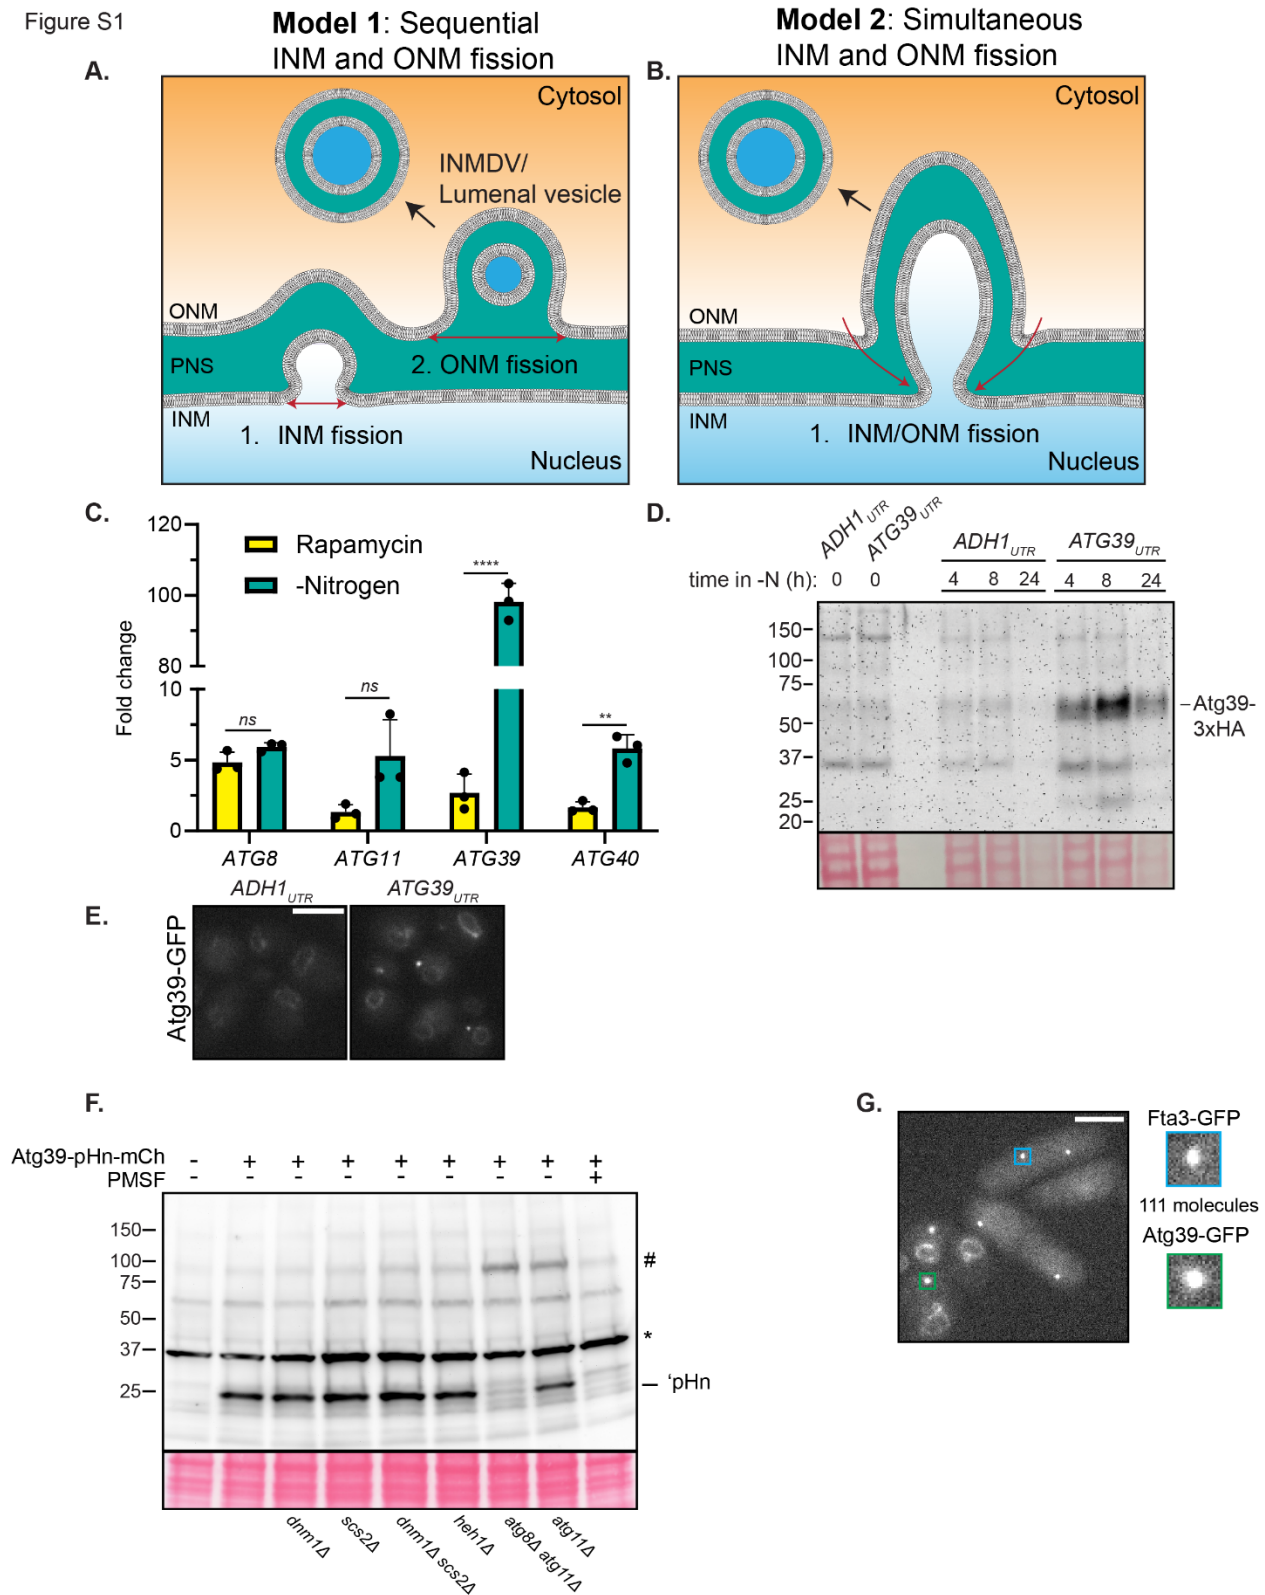 Figure S1
Model 1: Sequential
INM and ONM fission
Model 2: Simultaneous
INM and ONM fission
A.
Cytosol
INMDV/
Lumenal vesicle
ONM
PNS
2. ONM fission
INM
1. INM fission
Nucleus
B.
Cytosol
ONM
PNS
INM
1. INM/ONM fission
Nucleus
C.
120
100
80
10
5
0
Fold change
Rapamycin
-Nitrogen
ns
ns
****
**
ATG8
ATG11
ATG39
ATG40
D.
ADH1UTR
ATG39UTR
ADH1UTR
ATG39UTR
time in -N (h): 0 0 4 8 24 4 8 24
150
100
75
50
37
25
20
Atg39-
3xHA
E.
ADH1UTR
ATG39UTR
Atg39-GFP
F.
Atg39-pHn-mCh - + + + + + + + +
PMSF - - - - - - - - +
150
100
75
50
37
25
#
*
‘pHn
dnm1Δ
scs2Δ
dnm1Δ scs2Δ
heh1Δ
atg8Δ atg11Δ
atg11Δ
G.
Fta3-GFP
111 molecules
Atg39-GFP